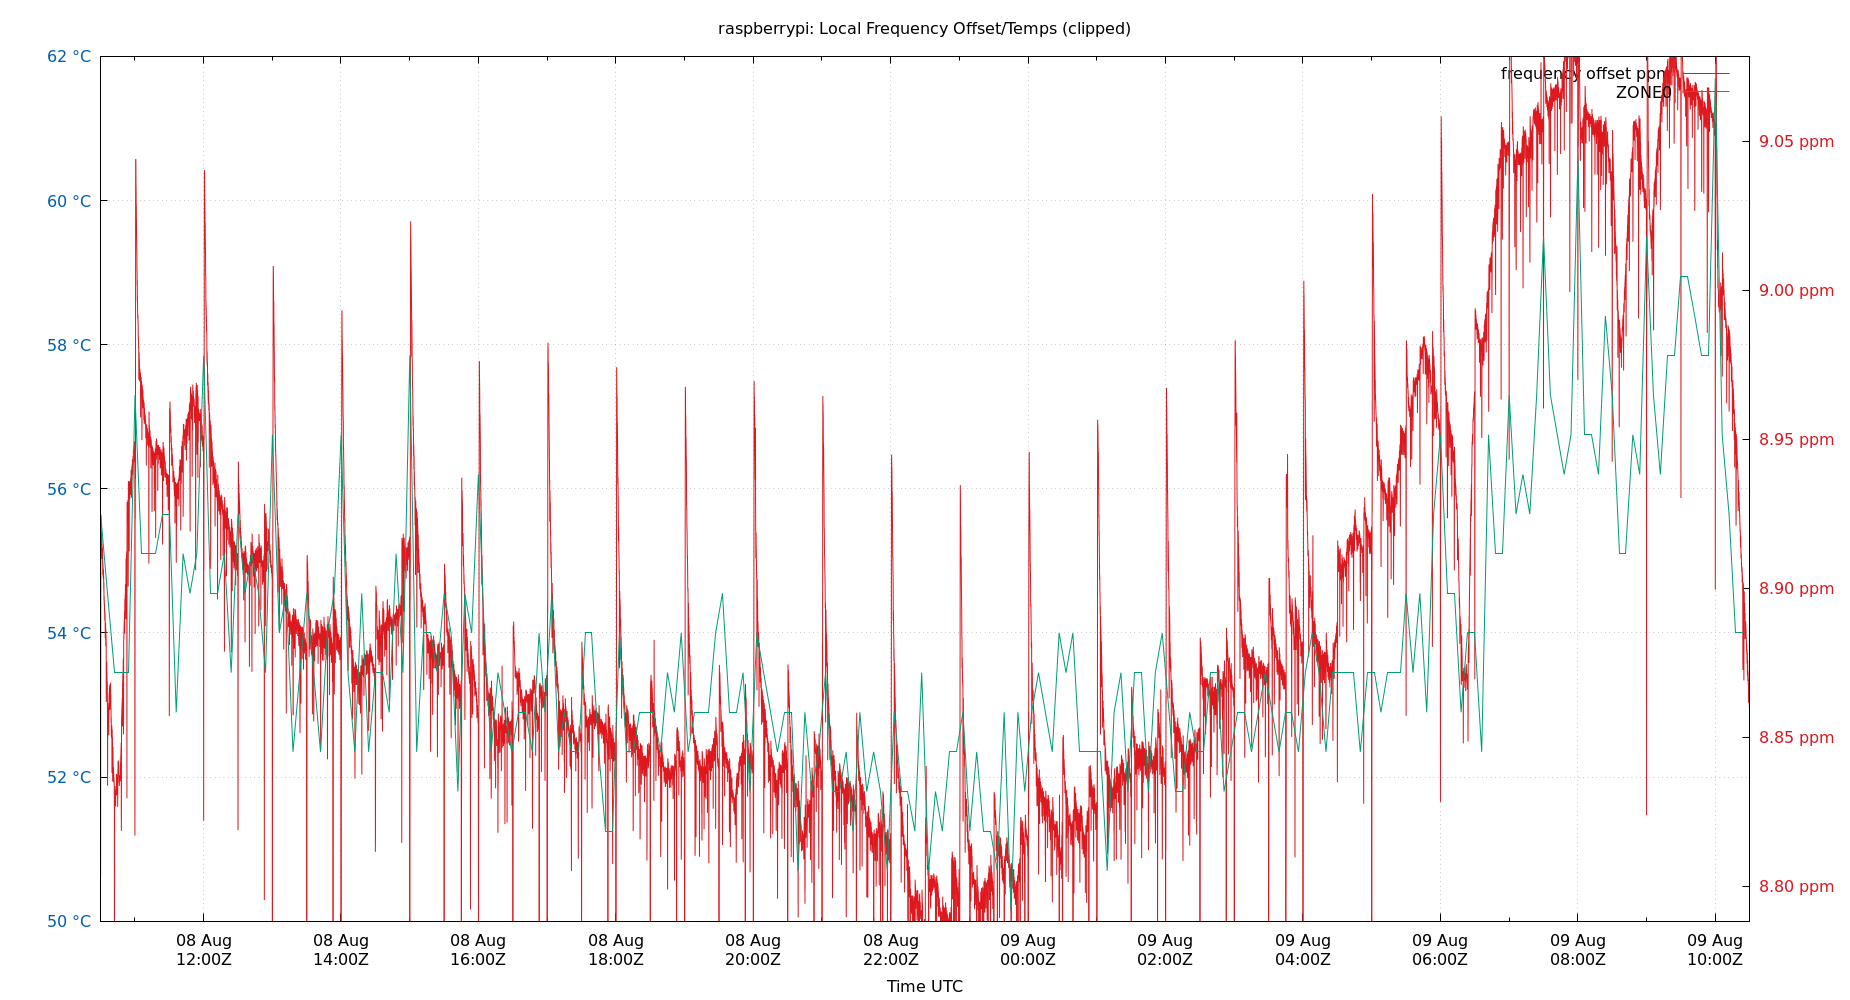 raspberrypi: Local Frequency Offset/Temps (clipped)
62 °C
60 °C
58 °C
56 °C
54 °C
52 °C
50 °C
frequency offset ppm
ZONE0
9.05 ppm
9.00 ppm
8.95 ppm
8.90 ppm
8.85 ppm
8.80 ppm
08 Aug
12:00Z
08 Aug
14:00Z
08 Aug
16:00Z
08 Aug
18:00Z
08 Aug
20:00Z
08 Aug
22:00Z
09 Aug
00:00Z
09 Aug
02:00Z
09 Aug
04:00Z
09 Aug
06:00Z
09 Aug
08:00Z
09 Aug
10:00Z
Time UTC